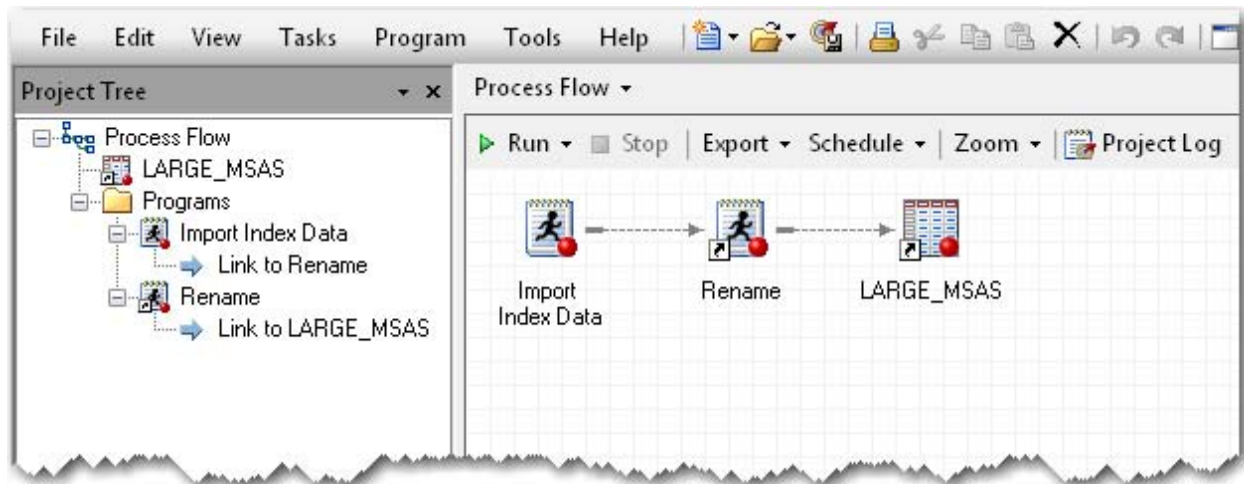 File Edit View Tasks Program Tools Help
Project Tree
Process Flow
LARGE_MSAS
Programs
Import Index Data
Link to Rename
Rename
Link to LARGE_MSAS
Process Flow
Run Stop Export Schedule Zoom Project Log
Import
Index Data
Rename
LARGE_MSAS